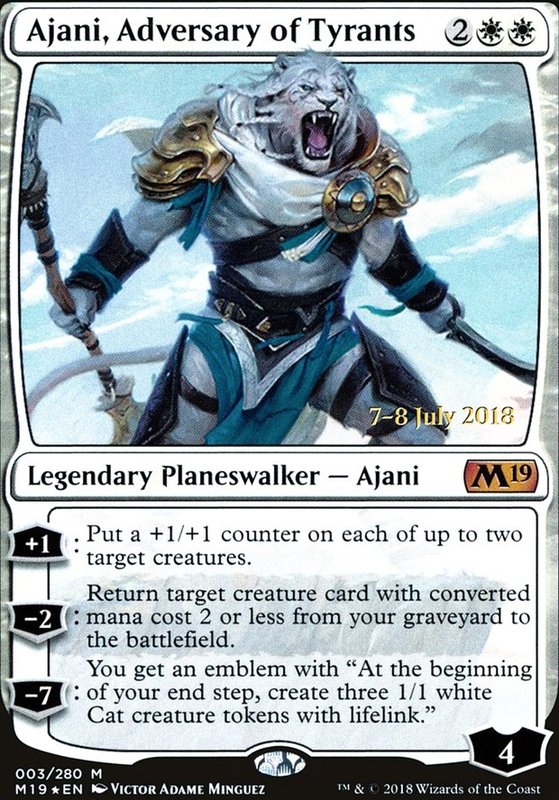 Ajani, Adversary of Tyrants 2
7–8 July 2018
Legendary Planeswalker — Ajani M19
+1 : Put a +1/+1 counter on each of up to two
target creatures.
Return target creature card with converted
−2 : mana cost 2 or less from your graveyard to
the battlefield.
You get an emblem with “At the beginning
−7 : of your end step, create three 1/1 white
Cat creature tokens with lifelink.”
4
003/280 M
M19 ★ EN Victor Adame Minguez ™ & © 2018 Wizards of the Coast